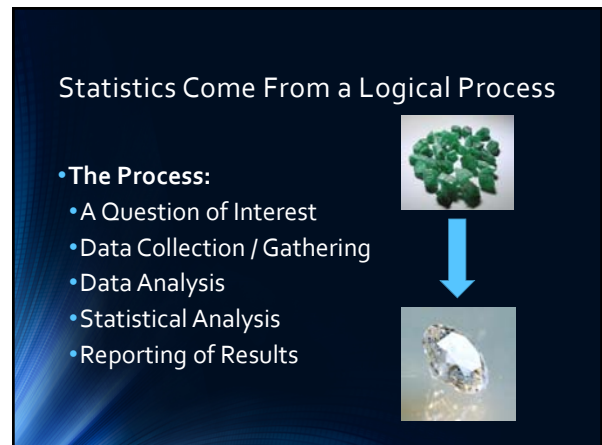 Statistics Come From a Logical Process
•The Process:
•A Question of Interest
•Data Collection / Gathering
•Data Analysis
•Statistical Analysis
•Reporting of Results